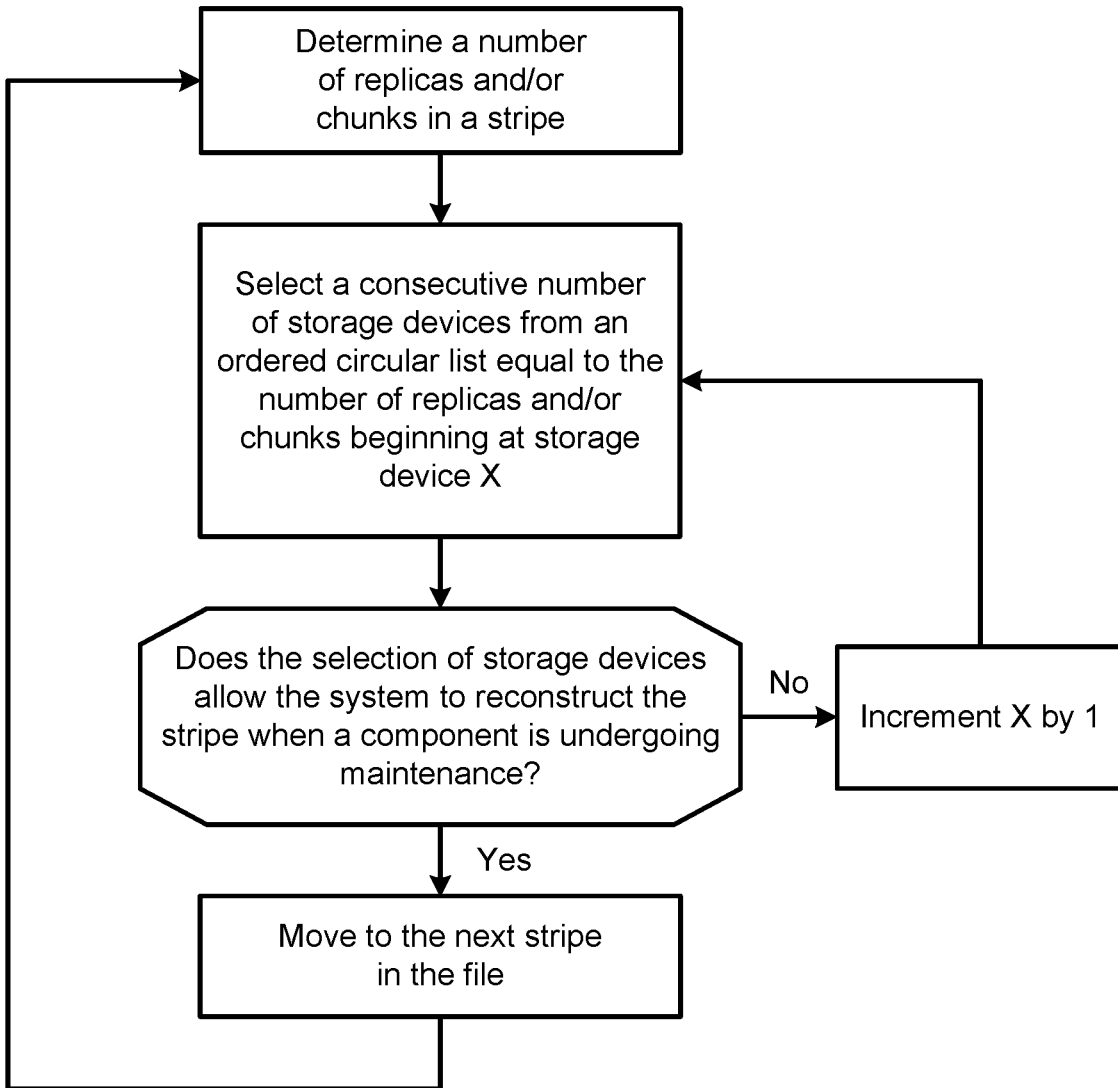 Determine a number
of replicas and/or
chunks in a stripe
Select a consecutive number
of storage devices from an
ordered circular list equal to the
number of replicas and/or
chunks beginning at storage
device X
Does the selection of storage devices
allow the system to reconstruct the
stripe when a component is undergoing
maintenance?
No
Increment X by 1
Yes
Move to the next stripe
in the file